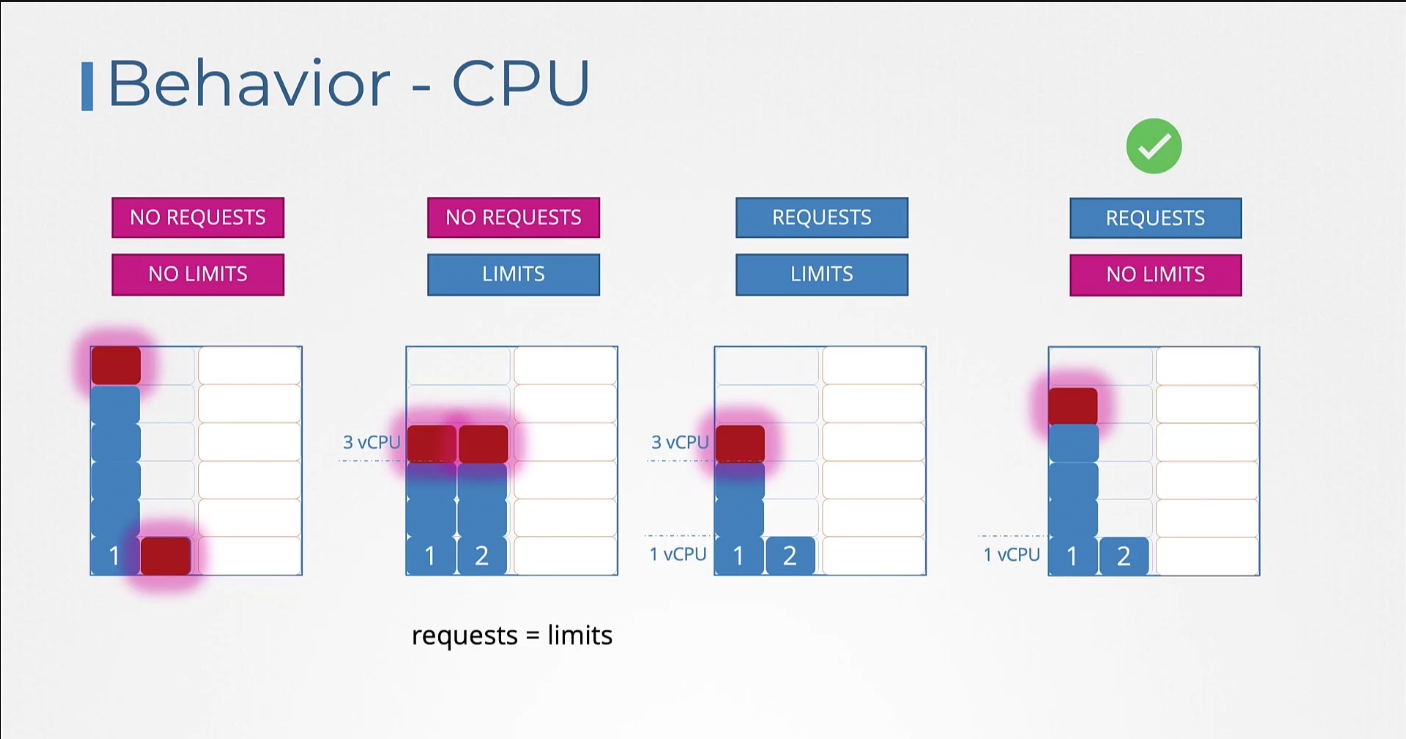 Behavior - CPU
NO REQUESTS
NO LIMITS
NO REQUESTS
LIMITS
REQUESTS
LIMITS
REQUESTS
NO LIMITS
1
3 vCPU
1 2
3 vCPU
1 vCPU
1 2
1 vCPU
1 2
requests = limits